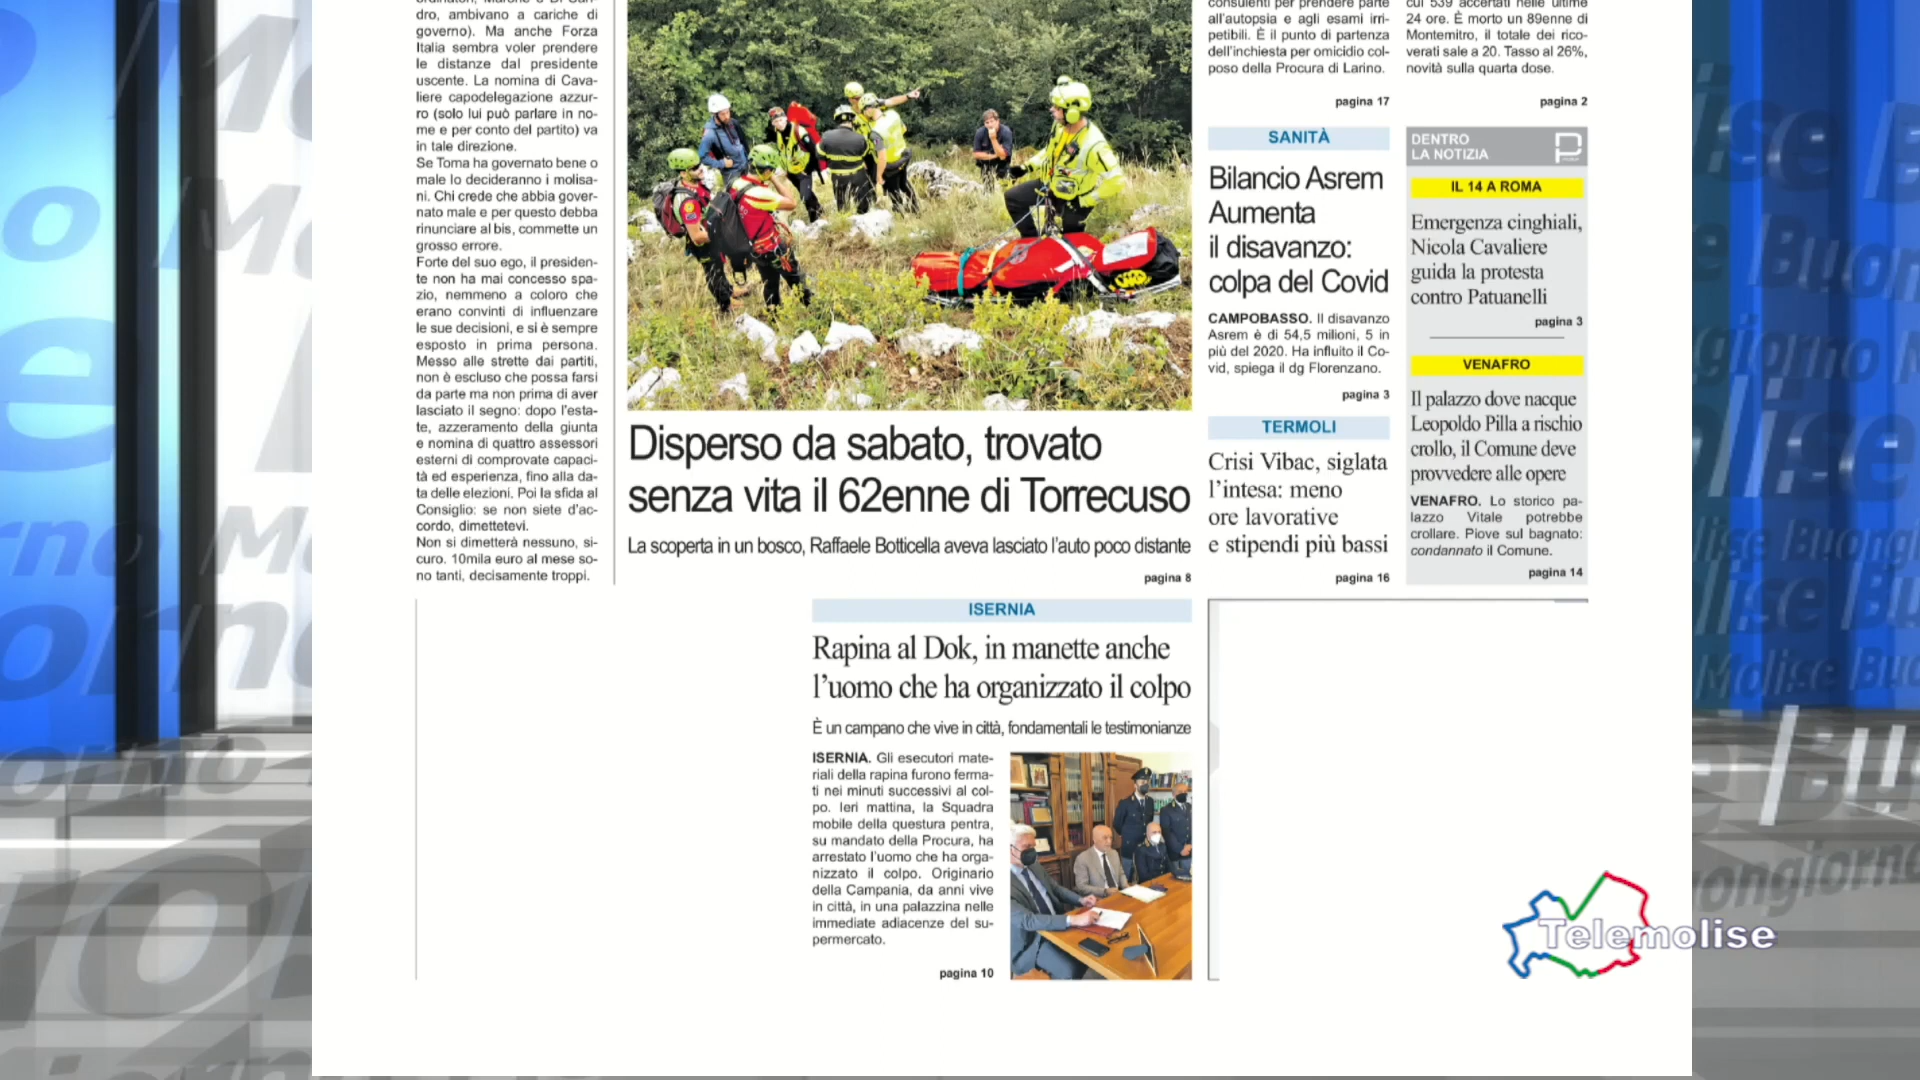 dro, ambivano a cariche di
governo). Ma anche Forza
Italia sembra voler prendere
le distanze dal presidente
uscente. La nomina di Cava-
liere capodelegazione azzur-
ro (solo lui può parlare in no-
me e per conto del partito) va
in tale direzione.
Se Toma ha governato bene o
male lo decideranno i molisa-
ni. Chi crede che abbia gover-
nato male e per questo debba
rinunciare al bis, commette un
grosso errore.
Forte del suo ego, il presiden-
te non ha mai concesso spa-
zio, nemmeno a coloro che
erano convinti di influenzare
le sue decisioni, e si è sempre
esposto in prima persona.
Messo alle strette dai partiti,
non è escluso che possa farsi
da parte ma non prima di aver
lasciato il segno: dopo l'esta-
te, azzeramento della giunta
e nomina di quattro assessori
esterni di comprovate capaci-
tà ed esperienza, fino alla da-
ta delle elezioni. Poi la sfida al
Consiglio: se non siete d'ac-
cordo, dimettetevi.
Non si dimetterà nessuno, si-
curo. 10mila euro al mese so-
no tanti, decisamente troppi.
Disperso da sabato, trovato
senza vita il 62enne di Torrecuso
La scoperta in un bosco, Raffaele Botticella aveva lasciato l'auto poco distante
pagina 8
ISERNIA
Rapina al Dok, in manette anche
l'uomo che ha organizzato il colpo
È un campano che vive in città, fondamentali le testimonianze
ISERNIA. Gli esecutori mate-
riali della rapina furono ferma-
ti nei minuti successivi al col-
po. Ieri mattina, la Squadra
mobile della questura pentra,
su mandato della Procura, ha
arrestato l'uomo che ha orga-
nizzato il colpo. Originario
della Campania, da anni vive
in città, in una palazzina nelle
immediate adiacenze del su-
permercato.
pagina 10
consulenti per prendere parte
all'autopsia e agli esami irri-
petibili. È il punto di partenza
dell'inchiesta per omicidio col-
poso della Procura di Larino.
pagina 17
SANITÀ
Bilancio Asrem
Aumenta
il disavanzo:
colpa del Covid
CAMPOBASSO. Il disavanzo
Asrem è di 54,5 milioni, 5 in
più del 2020. Ha influito il Co-
vid, spiega il dg Florenzano.
pagina 3
TERMOLI
Crisi Vibac, siglata
l'intesa: meno
ore lavorative
e stipendi più bassi
pagina 16
cui 539 accertati nelle ultime
24 ore. È morto un 89enne di
Montemitro, il totale dei rico-
verati sale a 20. Tasso al 26%,
novità sulla quarta dose.
pagina 2
DENTRO
LA NOTIZIA
IL 14 A ROMA
Emergenza cinghiali,
Nicola Cavaliere
guida la protesta
contro Patuanelli
pagina 3
VENAFRO
Il palazzo dove nacque
Leopoldo Pilla a rischio
crollo, il Comune deve
provvedere alle opere
VENAFRO. Lo storico pa-
lazzo Vitale potrebbe
crollare. Piove sul bagnato:
condannato il Comune.
pagina 14
Telemolise